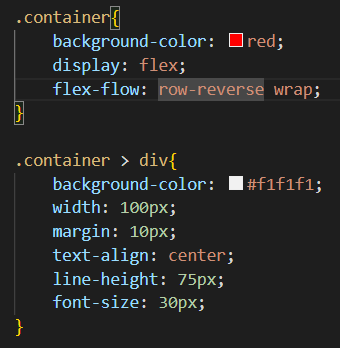 .container{
    background-color: red;
    display: flex;
    flex-flow: row-reverse wrap;
}

.container > div{
    background-color: #f1f1f1;
    width: 100px;
    margin: 10px;
    text-align: center;
    line-height: 75px;
    font-size: 30px;
}